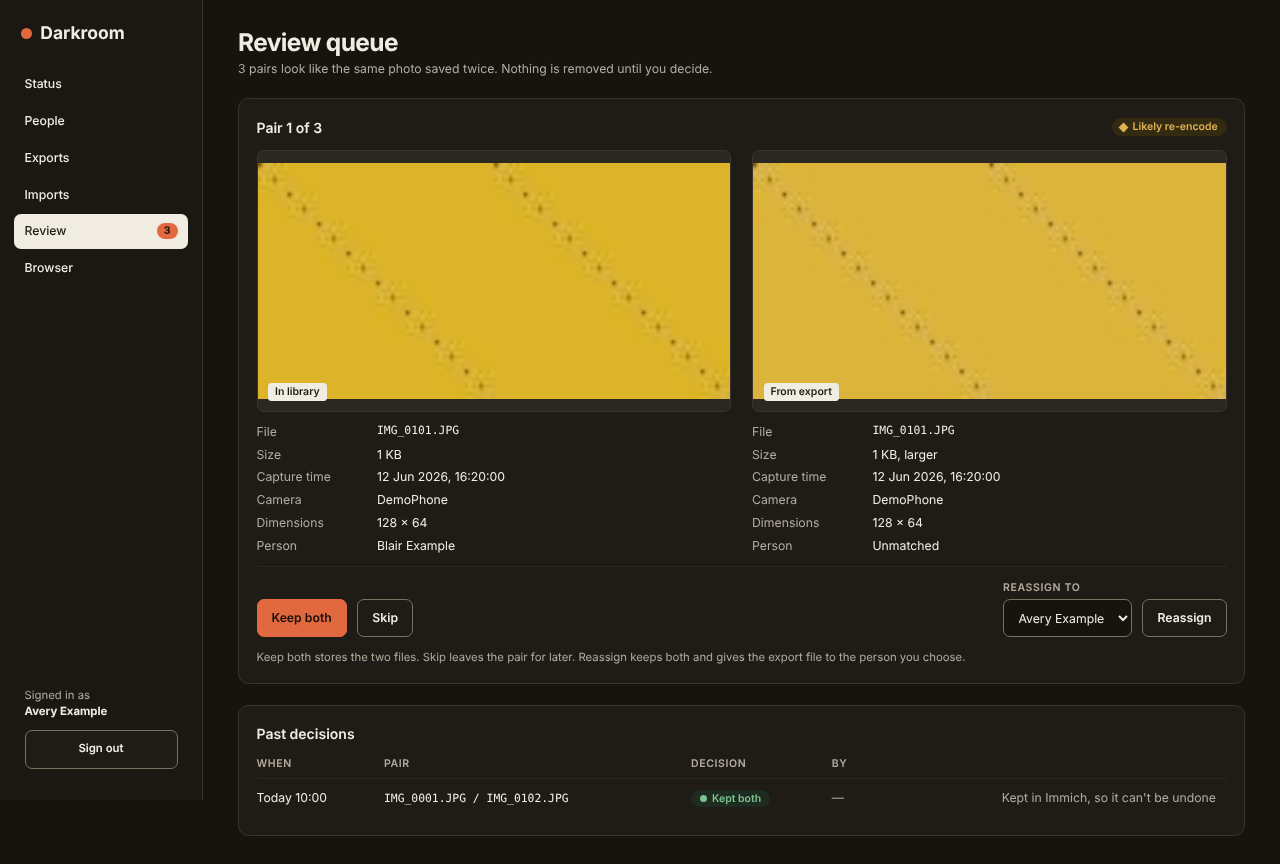 Darkroom
Status
People
Exports
Imports
Review 3
Browser
Signed in as
Avery Example
Sign out
Review queue
3 pairs look like the same photo saved twice. Nothing is removed until you decide.
Pair 1 of 3
Likely re-encode
In library
From export
File IMG_0101.JPG
Size 1 KB
Capture time 12 Jun 2026, 16:20:00
Camera DemoPhone
Dimensions 128 × 64
Person Blair Example
File IMG_0101.JPG
Size 1 KB, larger
Capture time 12 Jun 2026, 16:20:00
Camera DemoPhone
Dimensions 128 × 64
Person Unmatched
Keep both
Skip
REASSIGN TO
Avery Example
Reassign
Keep both stores the two files. Skip leaves the pair for later. Reassign keeps both and gives the export file to the person you choose.
Past decisions
WHEN PAIR DECISION BY
Today 10:00 IMG_0001.JPG / IMG_0102.JPG Kept both — Kept in Immich, so it can't be undone